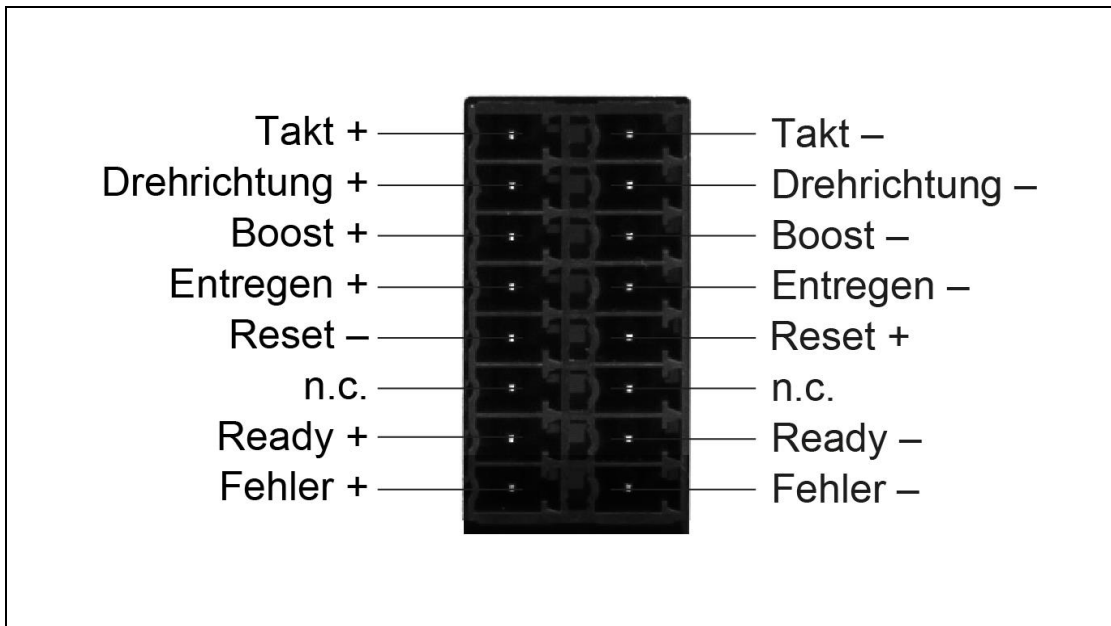 Takt + Takt –
Drehrichtung + Drehrichtung –
Boost + Boost –
Entregen + Entregen –
Reset – Reset +
n.c. n.c.
Ready + Ready –
Fehler + Fehler –